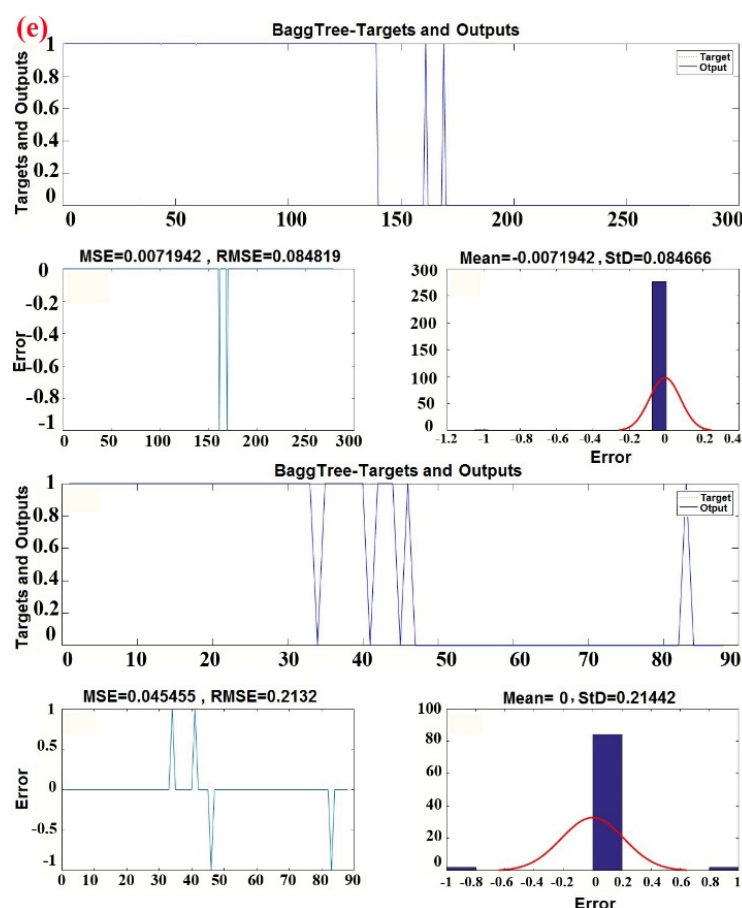 (e)
BaggTree-Targets and Outputs
Targets and Outputs
1
0.8
0.6
0.4
0.2
0
Target
Otput
0 50 100 150 200 250 300
MSE=0.0071942 , RMSE=0.084819
Error
0
-0.2
-0.4
-0.6
-0.8
-1
0 50 100 150 200 250 300
Mean=-0.0071942 , StD=0.084666
300
250
200
150
100
50
0
-1.2 -1 -0.8 -0.6 -0.4 -0.2 0 0.2 0.4
Error
BaggTree-Targets and Outputs
Targets and Outputs
1
0.8
0.6
0.4
0.2
0
Target
Otput
0 10 20 30 40 50 60 70 80 90
MSE=0.045455 , RMSE=0.2132
Error
1
0.5
0
-0.5
-1
0 10 20 30 40 50 60 70 80 90
Mean= 0 , StD=0.21442
100
80
60
40
20
0
-1 -0.8 -0.6 -0.4 -0.2 0 0.2 0.4 0.6 0.8 1
Error